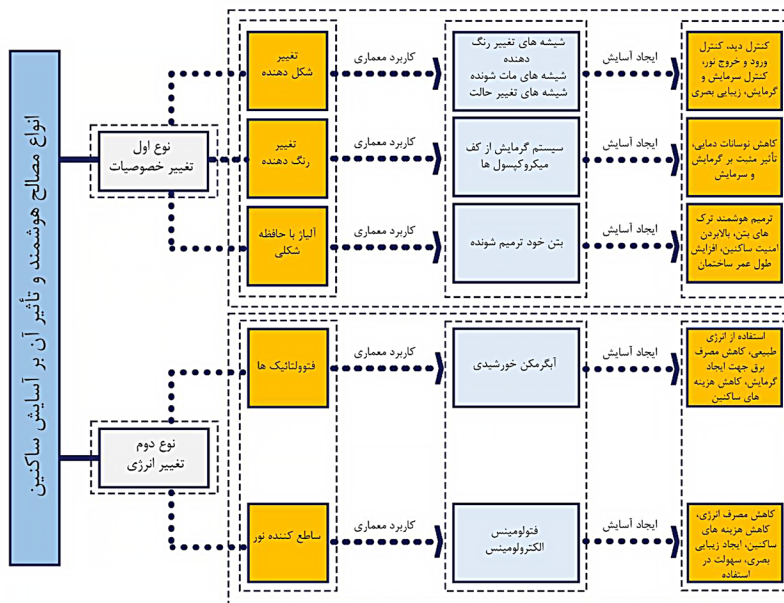 انواع مصالح هوشمند و تأثیر آن بر آسایش ساکنین
نوع اول
تغییر خصوصیات
تغییر
شکل دهنده
کاربرد معماری
شیشه های تغییر رنگ
دهنده
شیشه های مات شونده
شیشه های تغییر حالت
ایجاد آسایش
کنترل دید، کنترل
ورود و خروج نور،
کنترل سرمایش و
گرمایش، زیبایی بصری
تغییر
رنگ دهنده
کاربرد معماری
سیستم گرمایش از کف
میکروکپسول ها
ایجاد آسایش
کاهش نوسانات دمایی،
تأثیر مثبت بر گرمایش
و سرمایش
آلیاژ با حافظه
شکلی
کاربرد معماری
بتن خود ترمیم شونده
ایجاد آسایش
ترمیم هوشمند ترک
های بتن، بالابردن
امنیت ساکنین، افزایش
طول عمر ساختمان
نوع دوم
تغییر انرژی
فتوولتائیک ها
کاربرد معماری
آبگرمکن خورشیدی
ایجاد آسایش
استفاده از انرژی
طبیعی، کاهش مصرف
برق جهت ایجاد
گرمایش، کاهش هزینه
های ساکنین
ساطع کننده نور
کاربرد معماری
فتولومینس
الکترولومینس
ایجاد آسایش
کاهش مصرف انرژی،
کاهش هزینه های
ساکنین، ایجاد زیبایی
بصری، سهولت در
استفاده